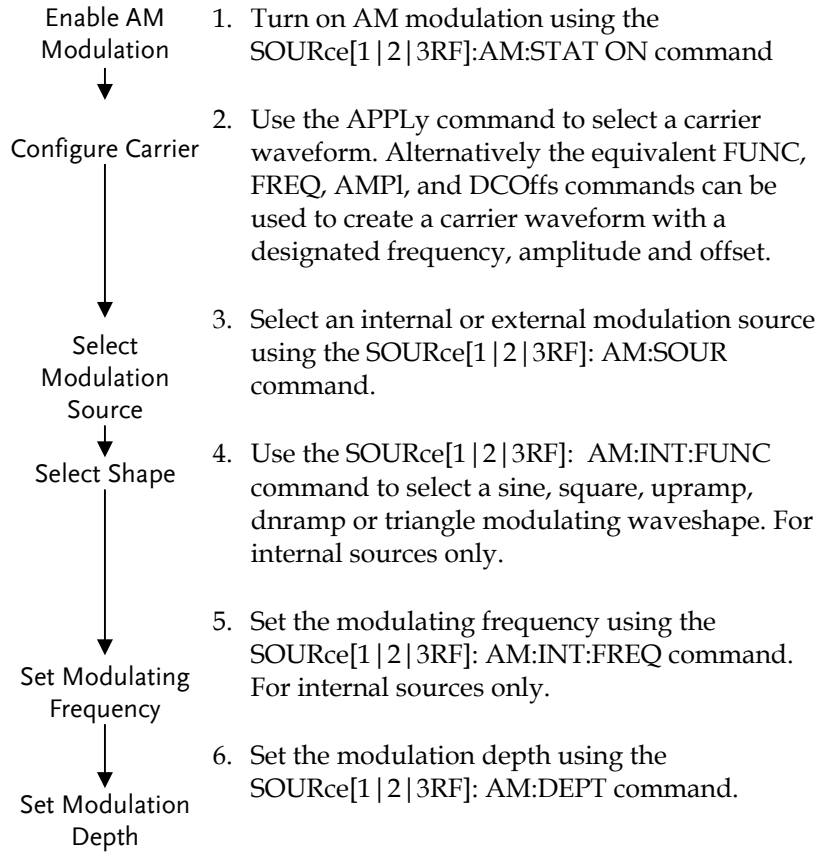 Enable AM
Modulation
1. Turn on AM modulation using the
SOURce[1|2|3RF]:AM:STAT ON command
Configure Carrier
2. Use the APPLy command to select a carrier
waveform. Alternatively the equivalent FUNC,
FREQ, AMPl, and DCOffs commands can be
used to create a carrier waveform with a
designated frequency, amplitude and offset.
Select
Modulation
Source
3. Select an internal or external modulation source
using the SOURce[1|2|3RF]: AM:SOUR
command.
Select Shape
4. Use the SOURce[1|2|3RF]: AM:INT:FUNC
command to select a sine, square, upramp,
dnramp or triangle modulating waveshape. For
internal sources only.
Set Modulating
Frequency
5. Set the modulating frequency using the
SOURce[1|2|3RF]: AM:INT:FREQ command.
For internal sources only.
Set Modulation
Depth
6. Set the modulation depth using the
SOURce[1|2|3RF]: AM:DEPT command.